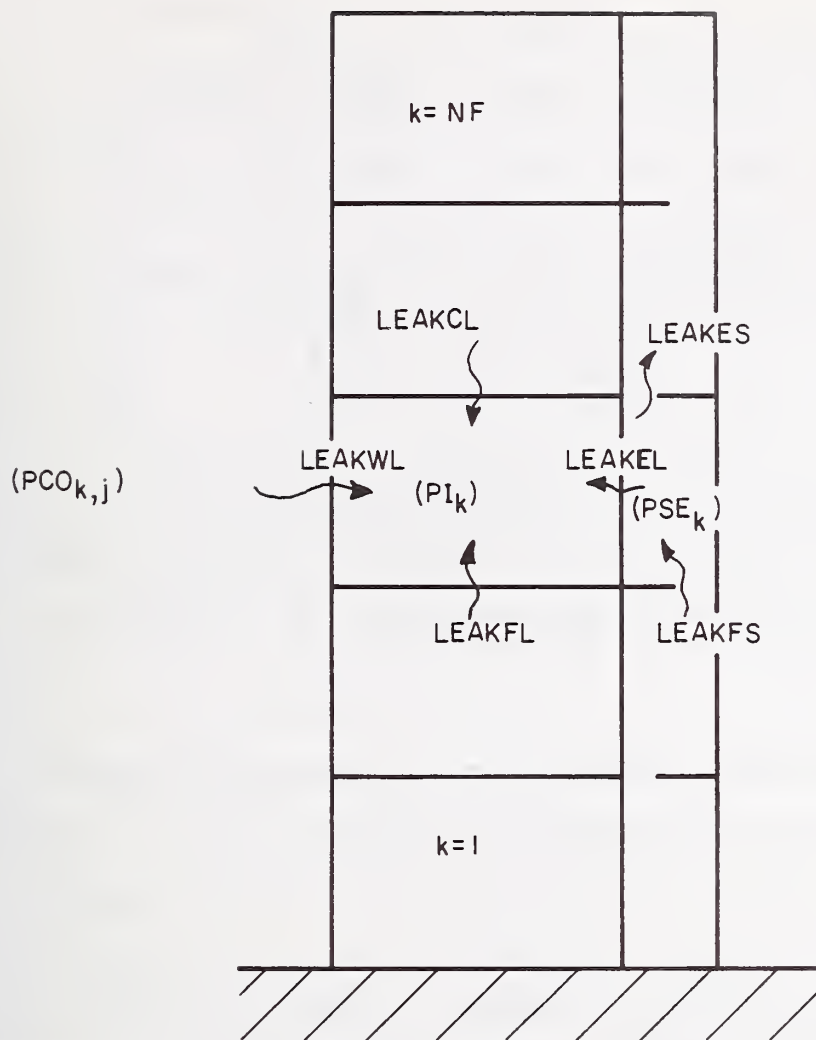 k= NF
LEAKCL
LEAKES
(PCOk,j)
LEAKWL
(PIk)
LEAKEL
(PSEk)
LEAKFL
LEAKFS
k=1